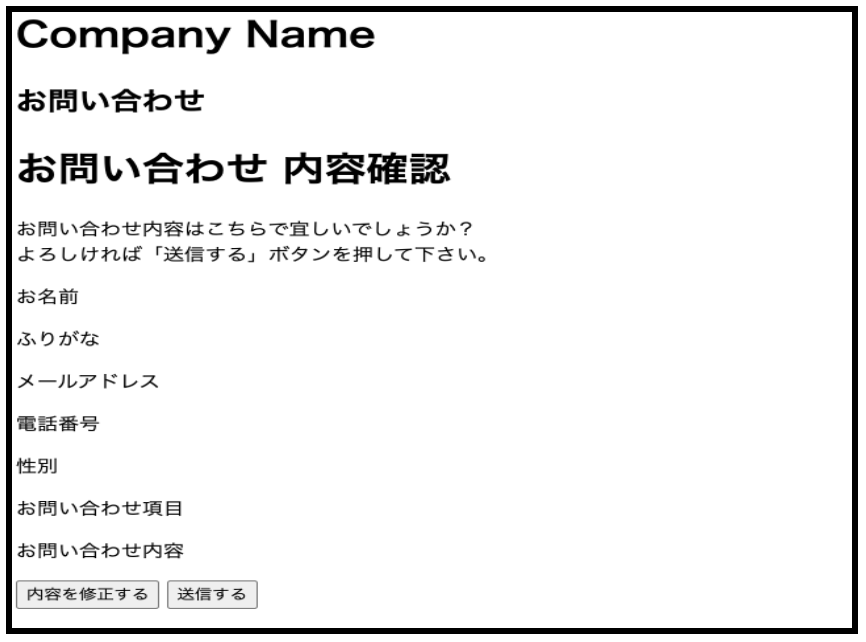 Company Name
お問い合わせ
お問い合わせ 内容確認
お問い合わせ内容はこちらで宜しいでしょうか？
よろしければ「送信する」ボタンを押して下さい。
お名前
ふりがな
メールアドレス
電話番号
性別
お問い合わせ項目
お問い合わせ内容
内容を修正する 送信する